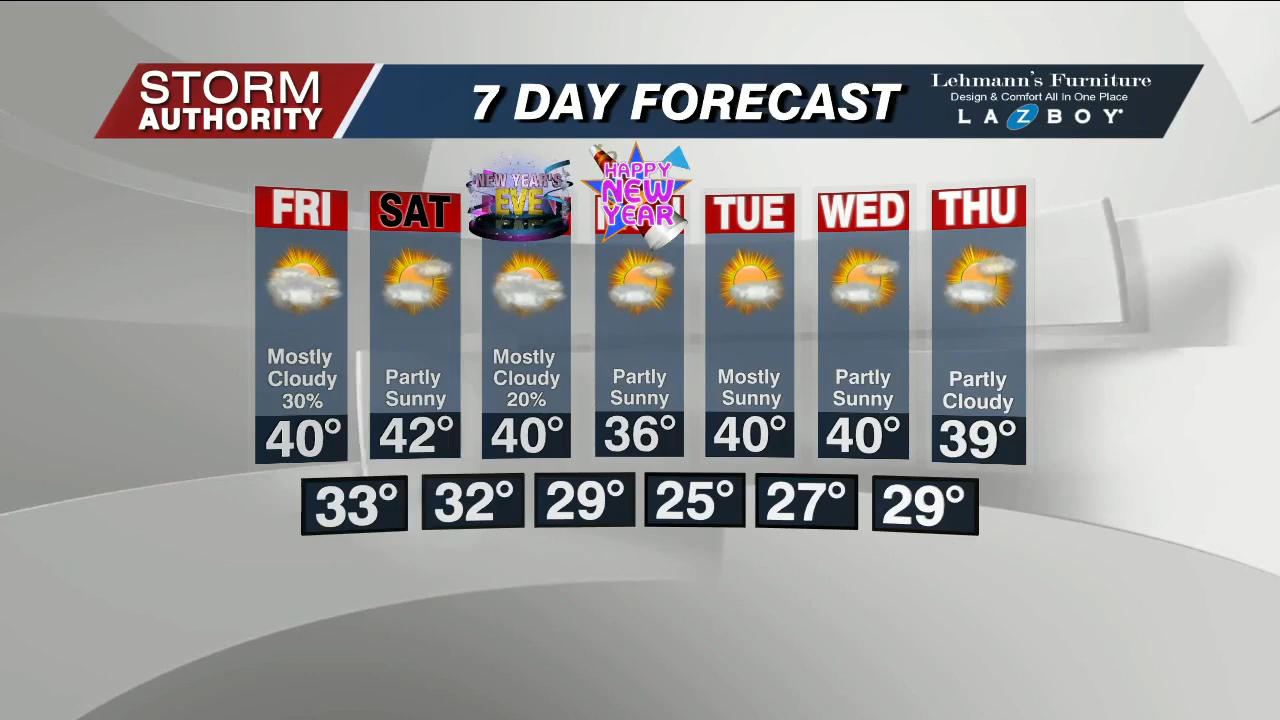 STORM
AUTHORITY
7 DAY FORECAST
Lehmann's Furniture
Design & Comfort All In One Place
LA Z BOY®
FRI
SAT
NEW YEAR'S
EVE
HAPPY
NEW
YEAR
TUE
WED
THU
Mostly
Cloudy
30%
Partly
Sunny
Mostly
Cloudy
20%
Partly
Sunny
Mostly
Sunny
Partly
Sunny
Partly
Cloudy
40° 42° 40° 36° 40° 40° 39°
33° 32° 29° 25° 27° 29°